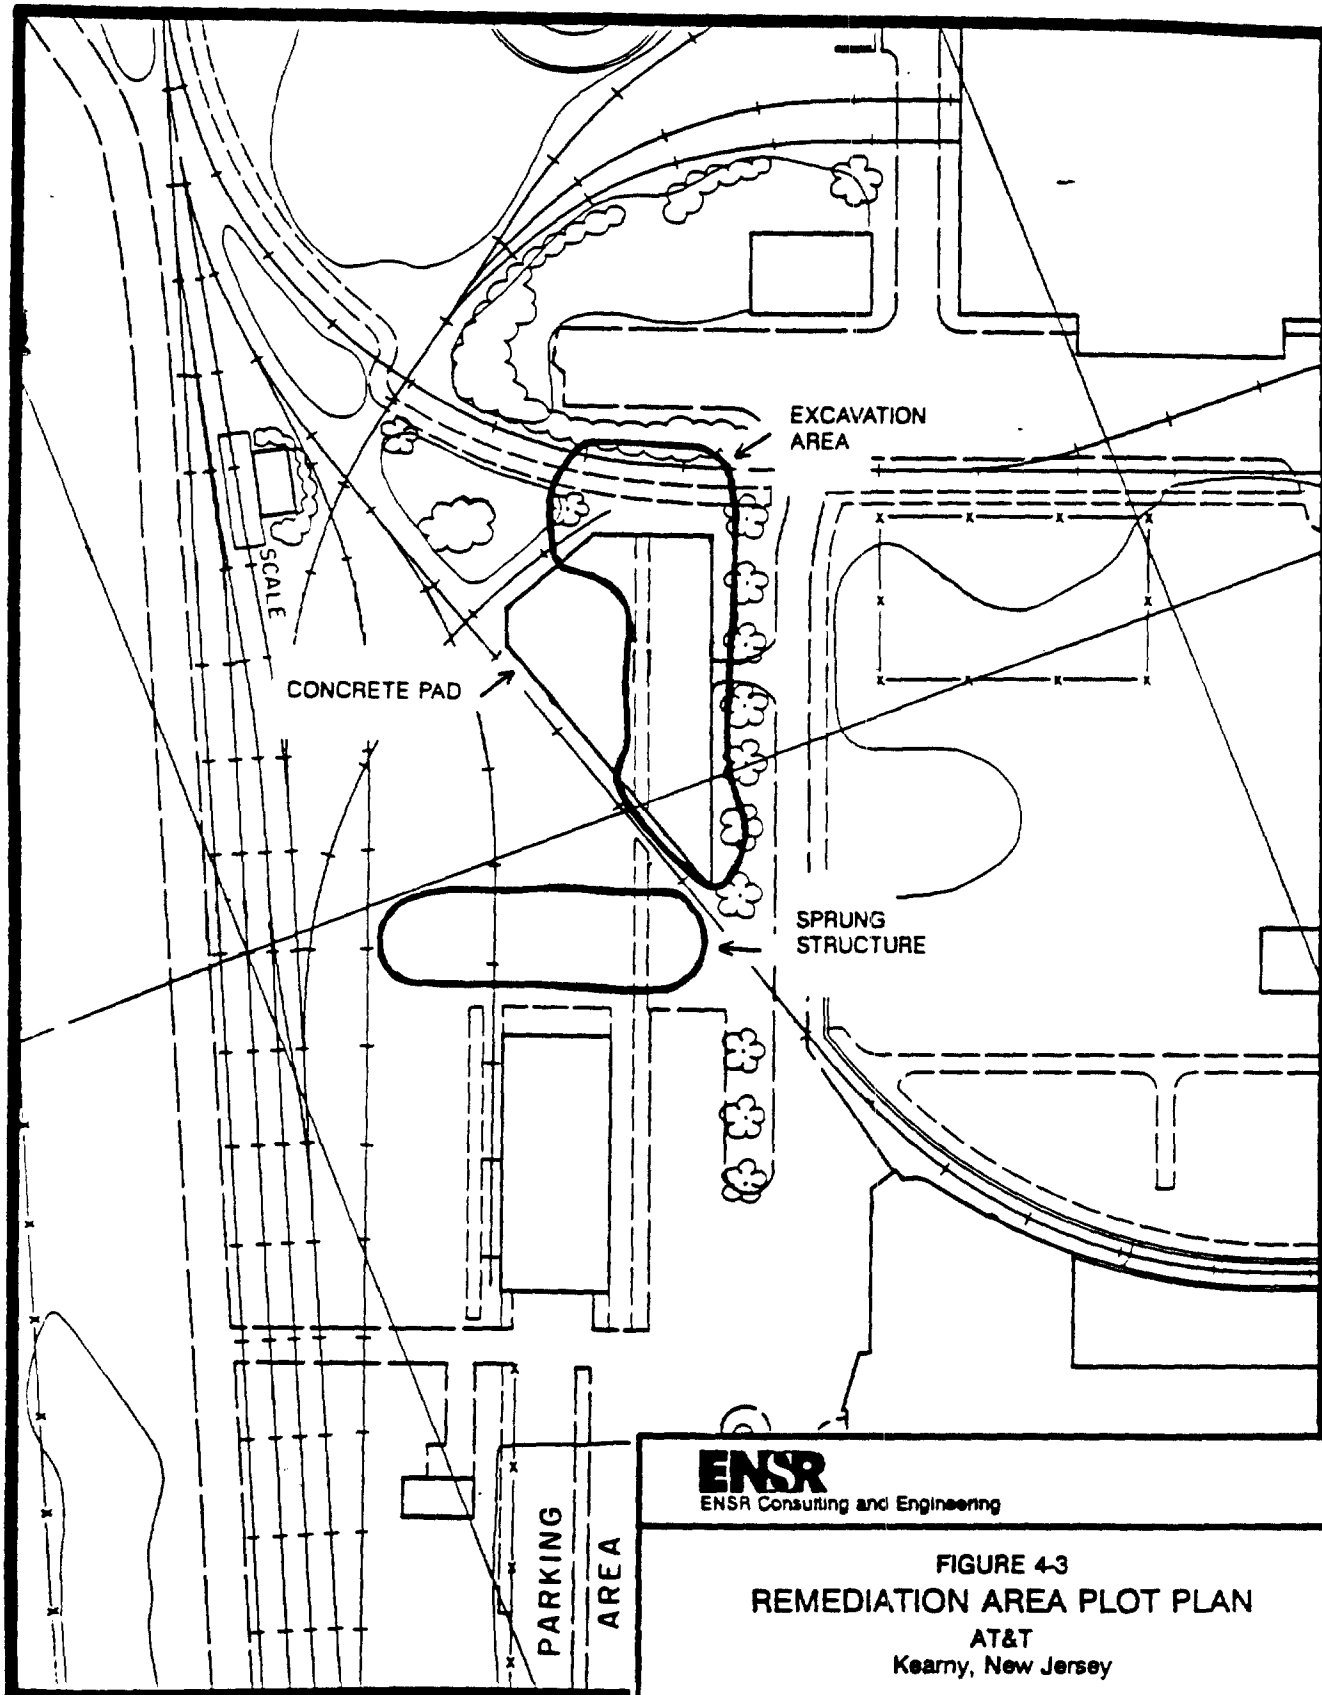 EXCAVATION
AREA
SCALE
CONCRETE PAD
SPRUNG
STRUCTURE
PARKING
AREA
ENSR
ENSR Consulting and Engineering
FIGURE 4-3
REMEDIATION AREA PLOT PLAN
AT&T
Kearny, New Jersey